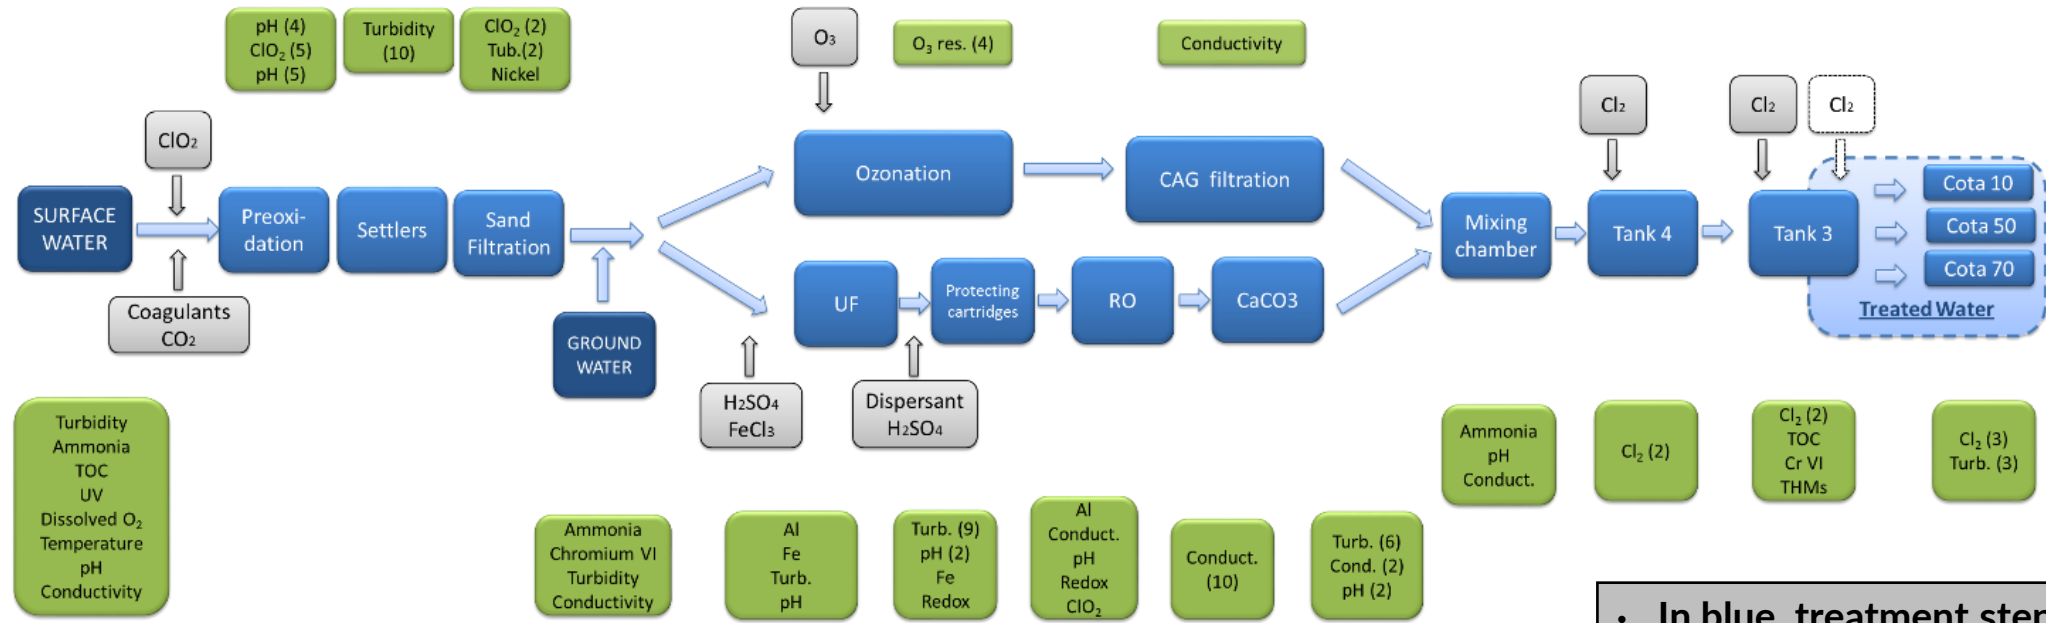 pH (4)
ClO₂ (5)
pH (5)
Turbidity
(10)
ClO₂ (2)
Tub.(2)
Nickel
O₃
O₃ res. (4)
Conductivity
Cl₂
Cl₂
Cl₂
ClO₂
SURFACE
WATER
Preoxi-
dation
Settlers
Sand
Filtration
Ozonation
CAG filtration
Mixing
chamber
Tank 4
Tank 3
Cota 10
Cota 50
Cota 70
Treated Water
Coagulants
CO₂
GROUND
WATER
UF
Protecting
cartridges
RO
CaCO3
H₂SO₄
FeCl₃
Dispersant
H₂SO₄
Turbidity
Ammonia
TOC
UV
Dissolved O₂
Temperature
pH
Conductivity
Ammonia
Chromium VI
Turbidity
Conductivity
Al
Fe
Turb.
pH
Turb. (9)
pH (2)
Fe
Redox
Al
Conduct.
pH
Redox
ClO₂
Conduct.
(10)
Turb. (6)
Cond. (2)
pH (2)
Ammonia
pH
Conduct.
Cl₂ (2)
Cl₂ (2)
TOC
Cr VI
THMs
Cl₂ (3)
Turb. (3)
• In blue, treatment step